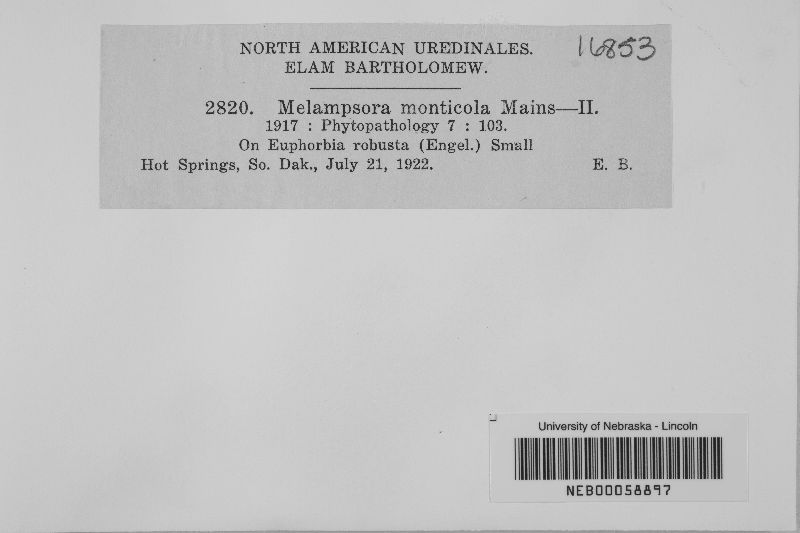 NORTH AMERICAN UREDINALES. 16853
ELAM BARTHOLOMEW.
2820. Melampsora monticola Mains—II.
1917 : Phytopathology 7 : 103.
On Euphorbia robusta (Engel.) Small
Hot Springs, So. Dak., July 21, 1922. E. B.
University of Nebraska - Lincoln
NEB00058897